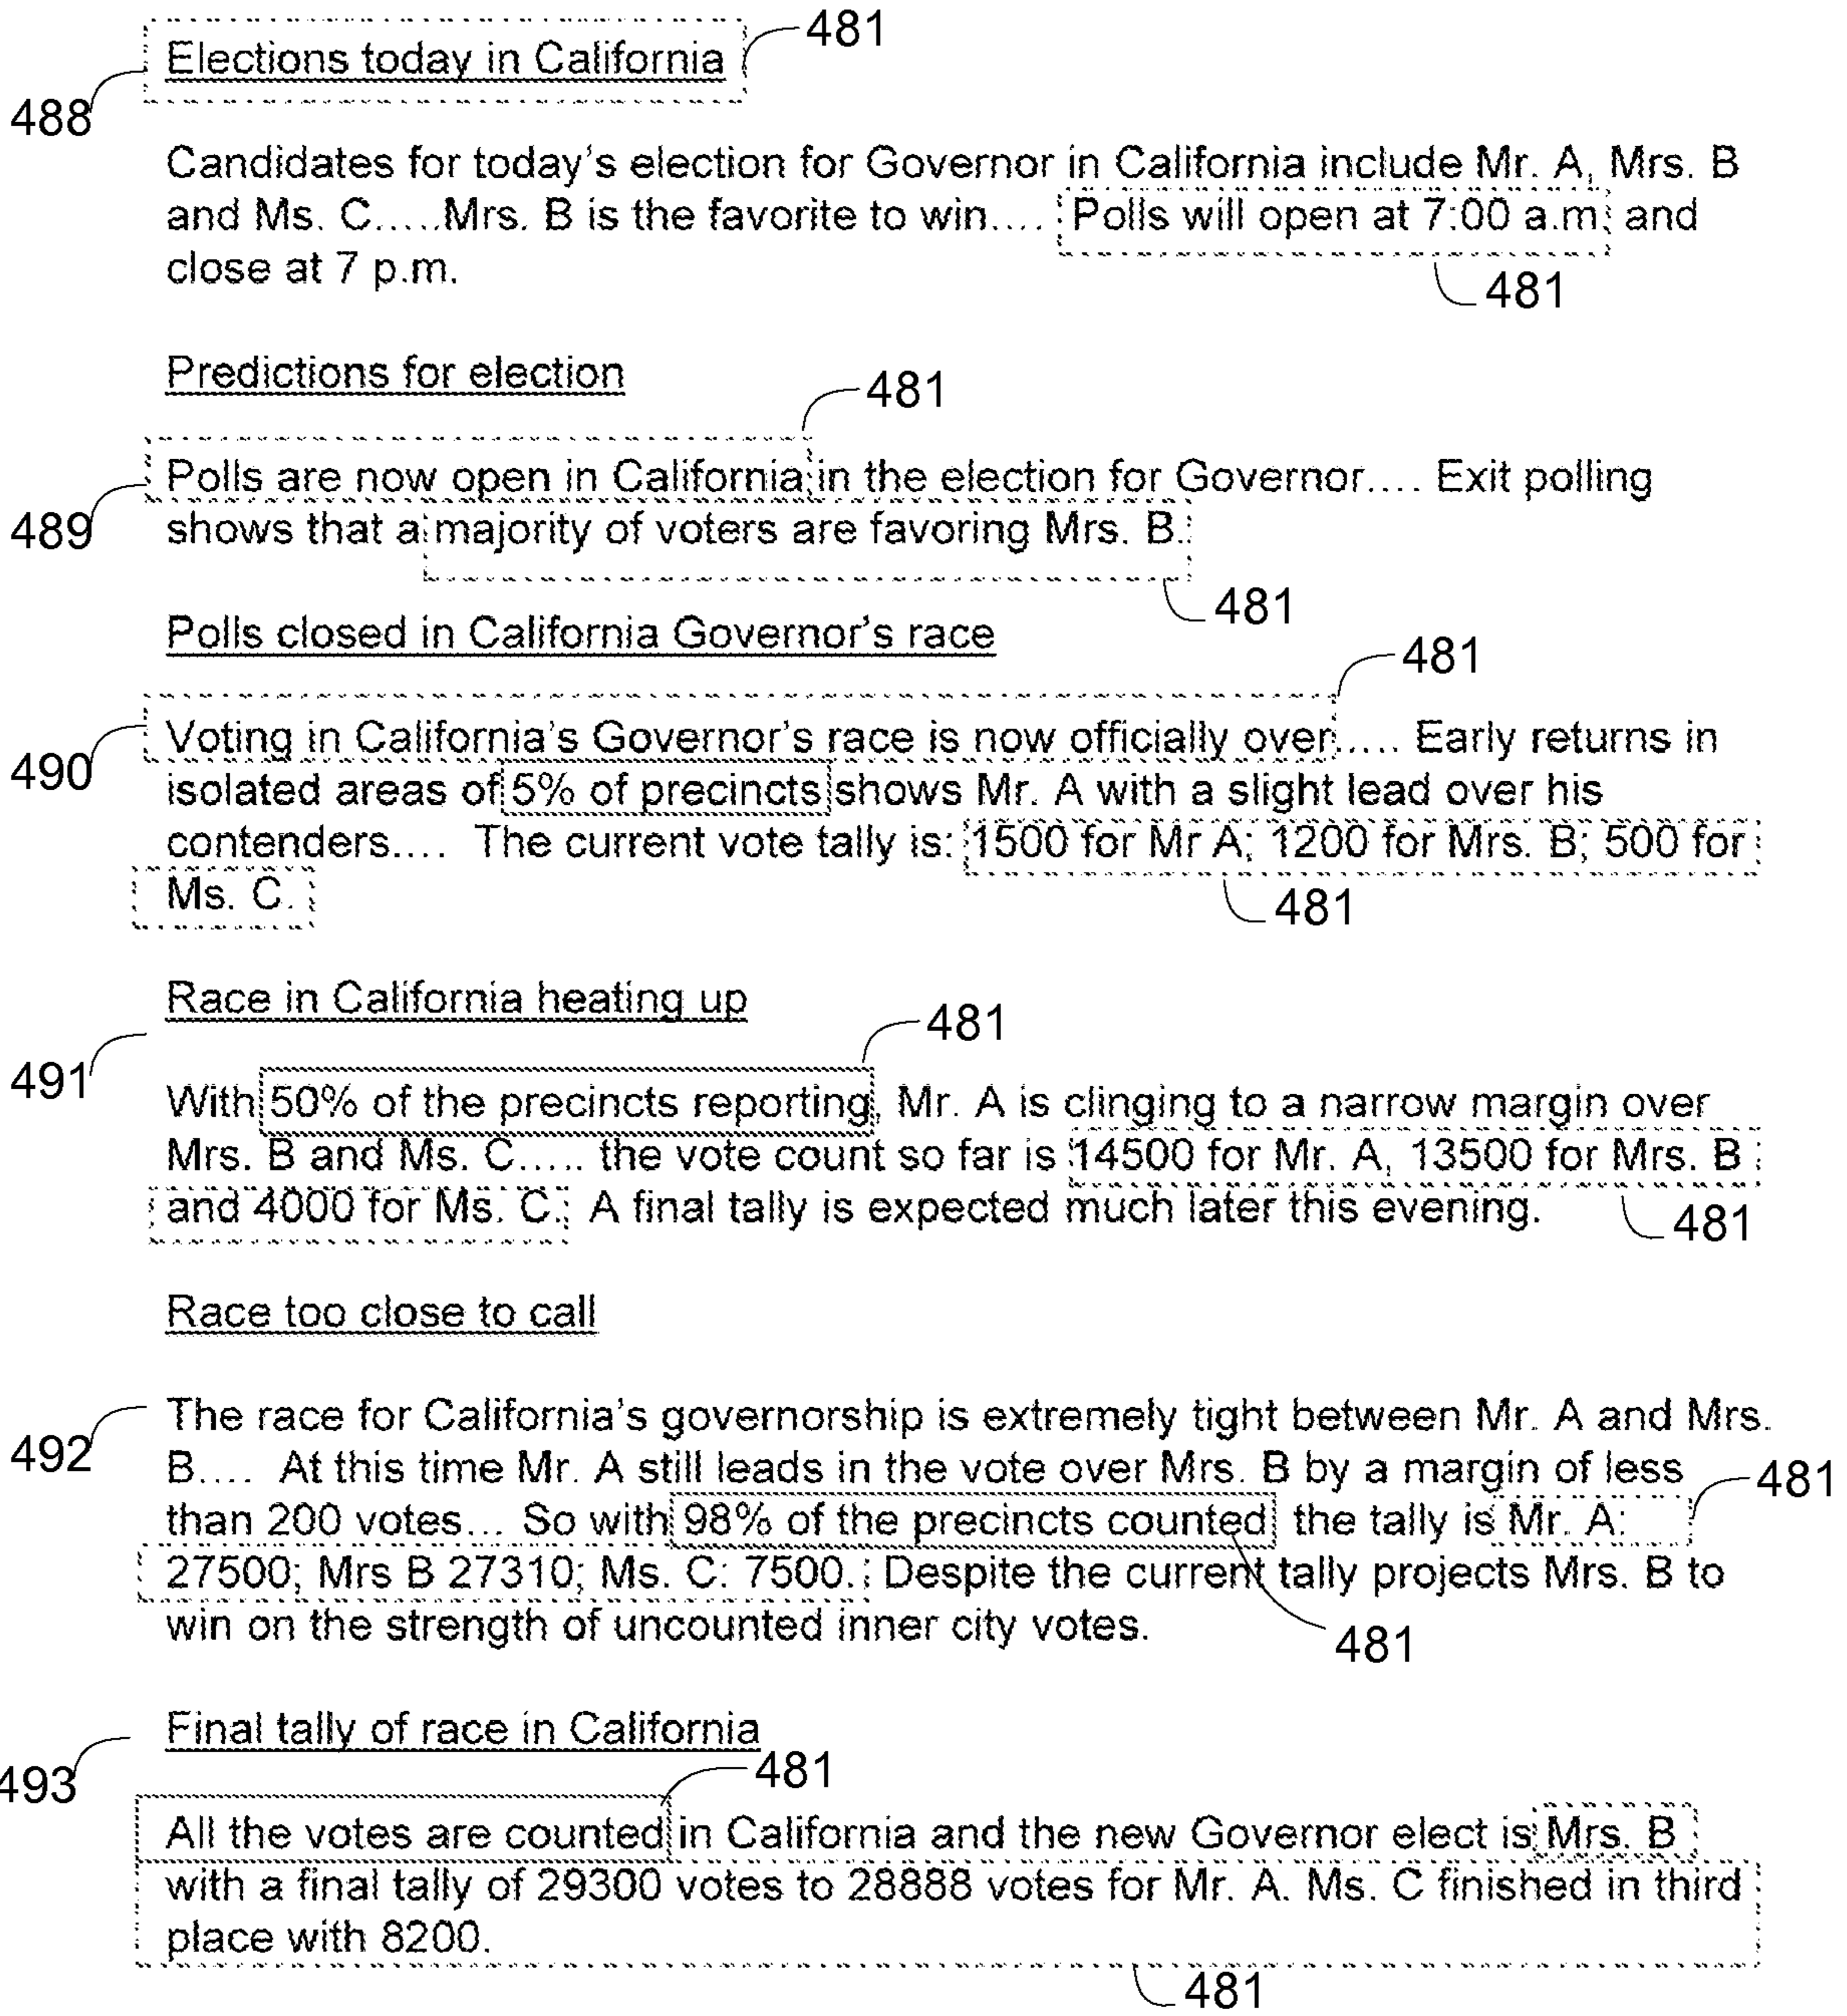 Elections today in California 481
488
Candidates for today's election for Governor in California include Mr. A, Mrs. B
and Ms. C.....Mrs. B is the favorite to win.... Polls will open at 7:00 a.m. and
close at 7 p.m.
481
Predictions for election
481
Polls are now open in California in the election for Governor.... Exit polling
489
shows that a majority of voters are favoring Mrs. B.
481
Polls closed in California Governor's race
481
Voting in California's Governor's race is now officially over..... Early returns in
490
isolated areas of 5% of precincts shows Mr. A with a slight lead over his
contenders.... The current vote tally is: 1500 for Mr A; 1200 for Mrs. B; 500 for
Ms. C.
481
Race in California heating up
481
491
With 50% of the precincts reporting, Mr. A is clinging to a narrow margin over
Mrs. B and Ms. C..... the vote count so far is 14500 for Mr. A, 13500 for Mrs. B
and 4000 for Ms. C. A final tally is expected much later this evening.
481
Race too close to call
The race for California's governorship is extremely tight between Mr. A and Mrs.
492
B.... At this time Mr. A still leads in the vote over Mrs. B by a margin of less
481
than 200 votes... So with 98% of the precincts counted the tally is Mr. A:
27500; Mrs B 27310; Ms. C: 7500. Despite the current tally projects Mrs. B to
win on the strength of uncounted inner city votes.
481
Final tally of race in California
481
493
All the votes are counted in California and the new Governor elect is Mrs. B
with a final tally of 29300 votes to 28888 votes for Mr. A. Ms. C finished in third
place with 8200.
481